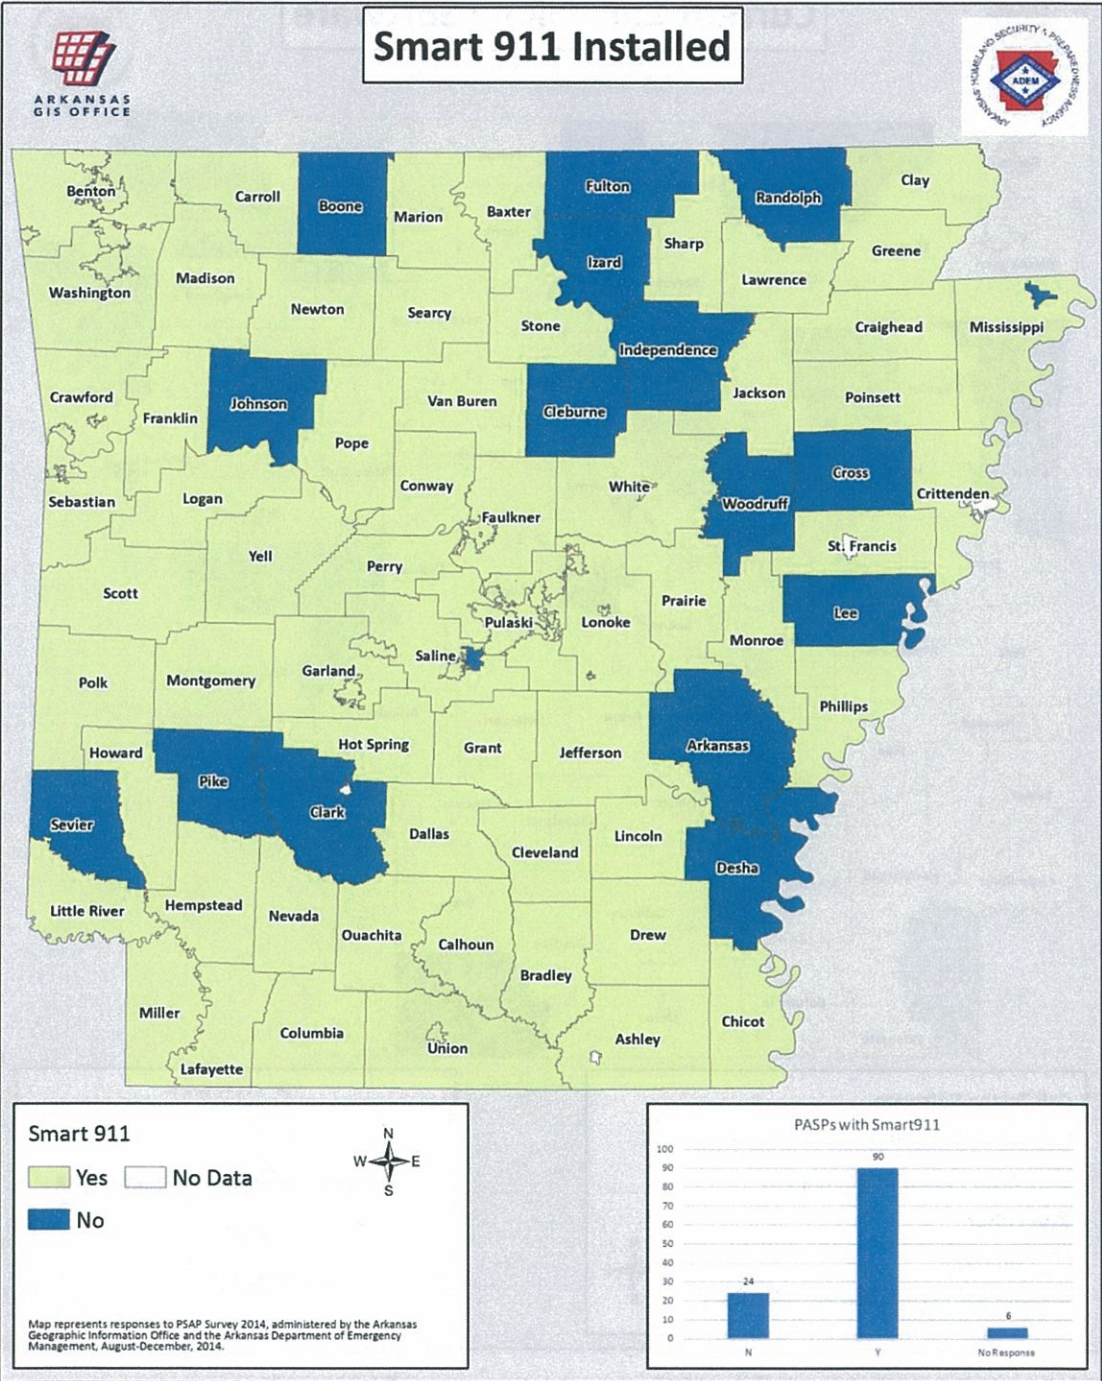 Smart 911 Installed
ARKANSAS
GIS OFFICE
ARKANSAS HOMELAND SECURITY & PREPAREDNESS AGENCY
ADEM
Benton
Carroll
Boone
Marion
Baxter
Fulton
Randolph
Clay
Sharp
Izard
Lawrence
Greene
Washington
Madison
Newton
Searcy
Stone
Independence
Craighead
Mississippi
Crawford
Franklin
Johnson
Pope
Van Buren
Cleburne
Jackson
Poinsett
Sebastian
Logan
Conway
Faulkner
White
Woodruff
Cross
Crittenden
St. Francis
Scott
Yell
Perry
Pulaski
Lonoke
Prairie
Monroe
Lee
Polk
Montgomery
Garland
Saline
Phillips
Howard
Pike
Hot Spring
Grant
Jefferson
Arkansas
Sevier
Clark
Dallas
Cleveland
Lincoln
Desha
Little River
Hempstead
Nevada
Ouachita
Calhoun
Bradley
Drew
Miller
Lafayette
Columbia
Union
Ashley
Chicot
Smart 911
Yes
No Data
No
N
W E
S
Map represents responses to PSAP Survey 2014, administered by the Arkansas
Geographic Information Office and the Arkansas Department of Emergency
Management, August-December, 2014.
PASPs with Smart911
100
90
80
70
60
50
40
30
20
10
0
24
90
6
N
Y
No Response